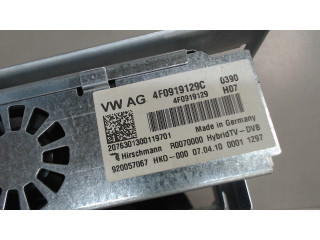 VW AG 4F0919129C 0390
4F0919129 H07
Made in Germany
2076301300119701
Hirschmann R0070000 HybridTV-DVB
920057067 HKO-000 07.04.10 0001 1297